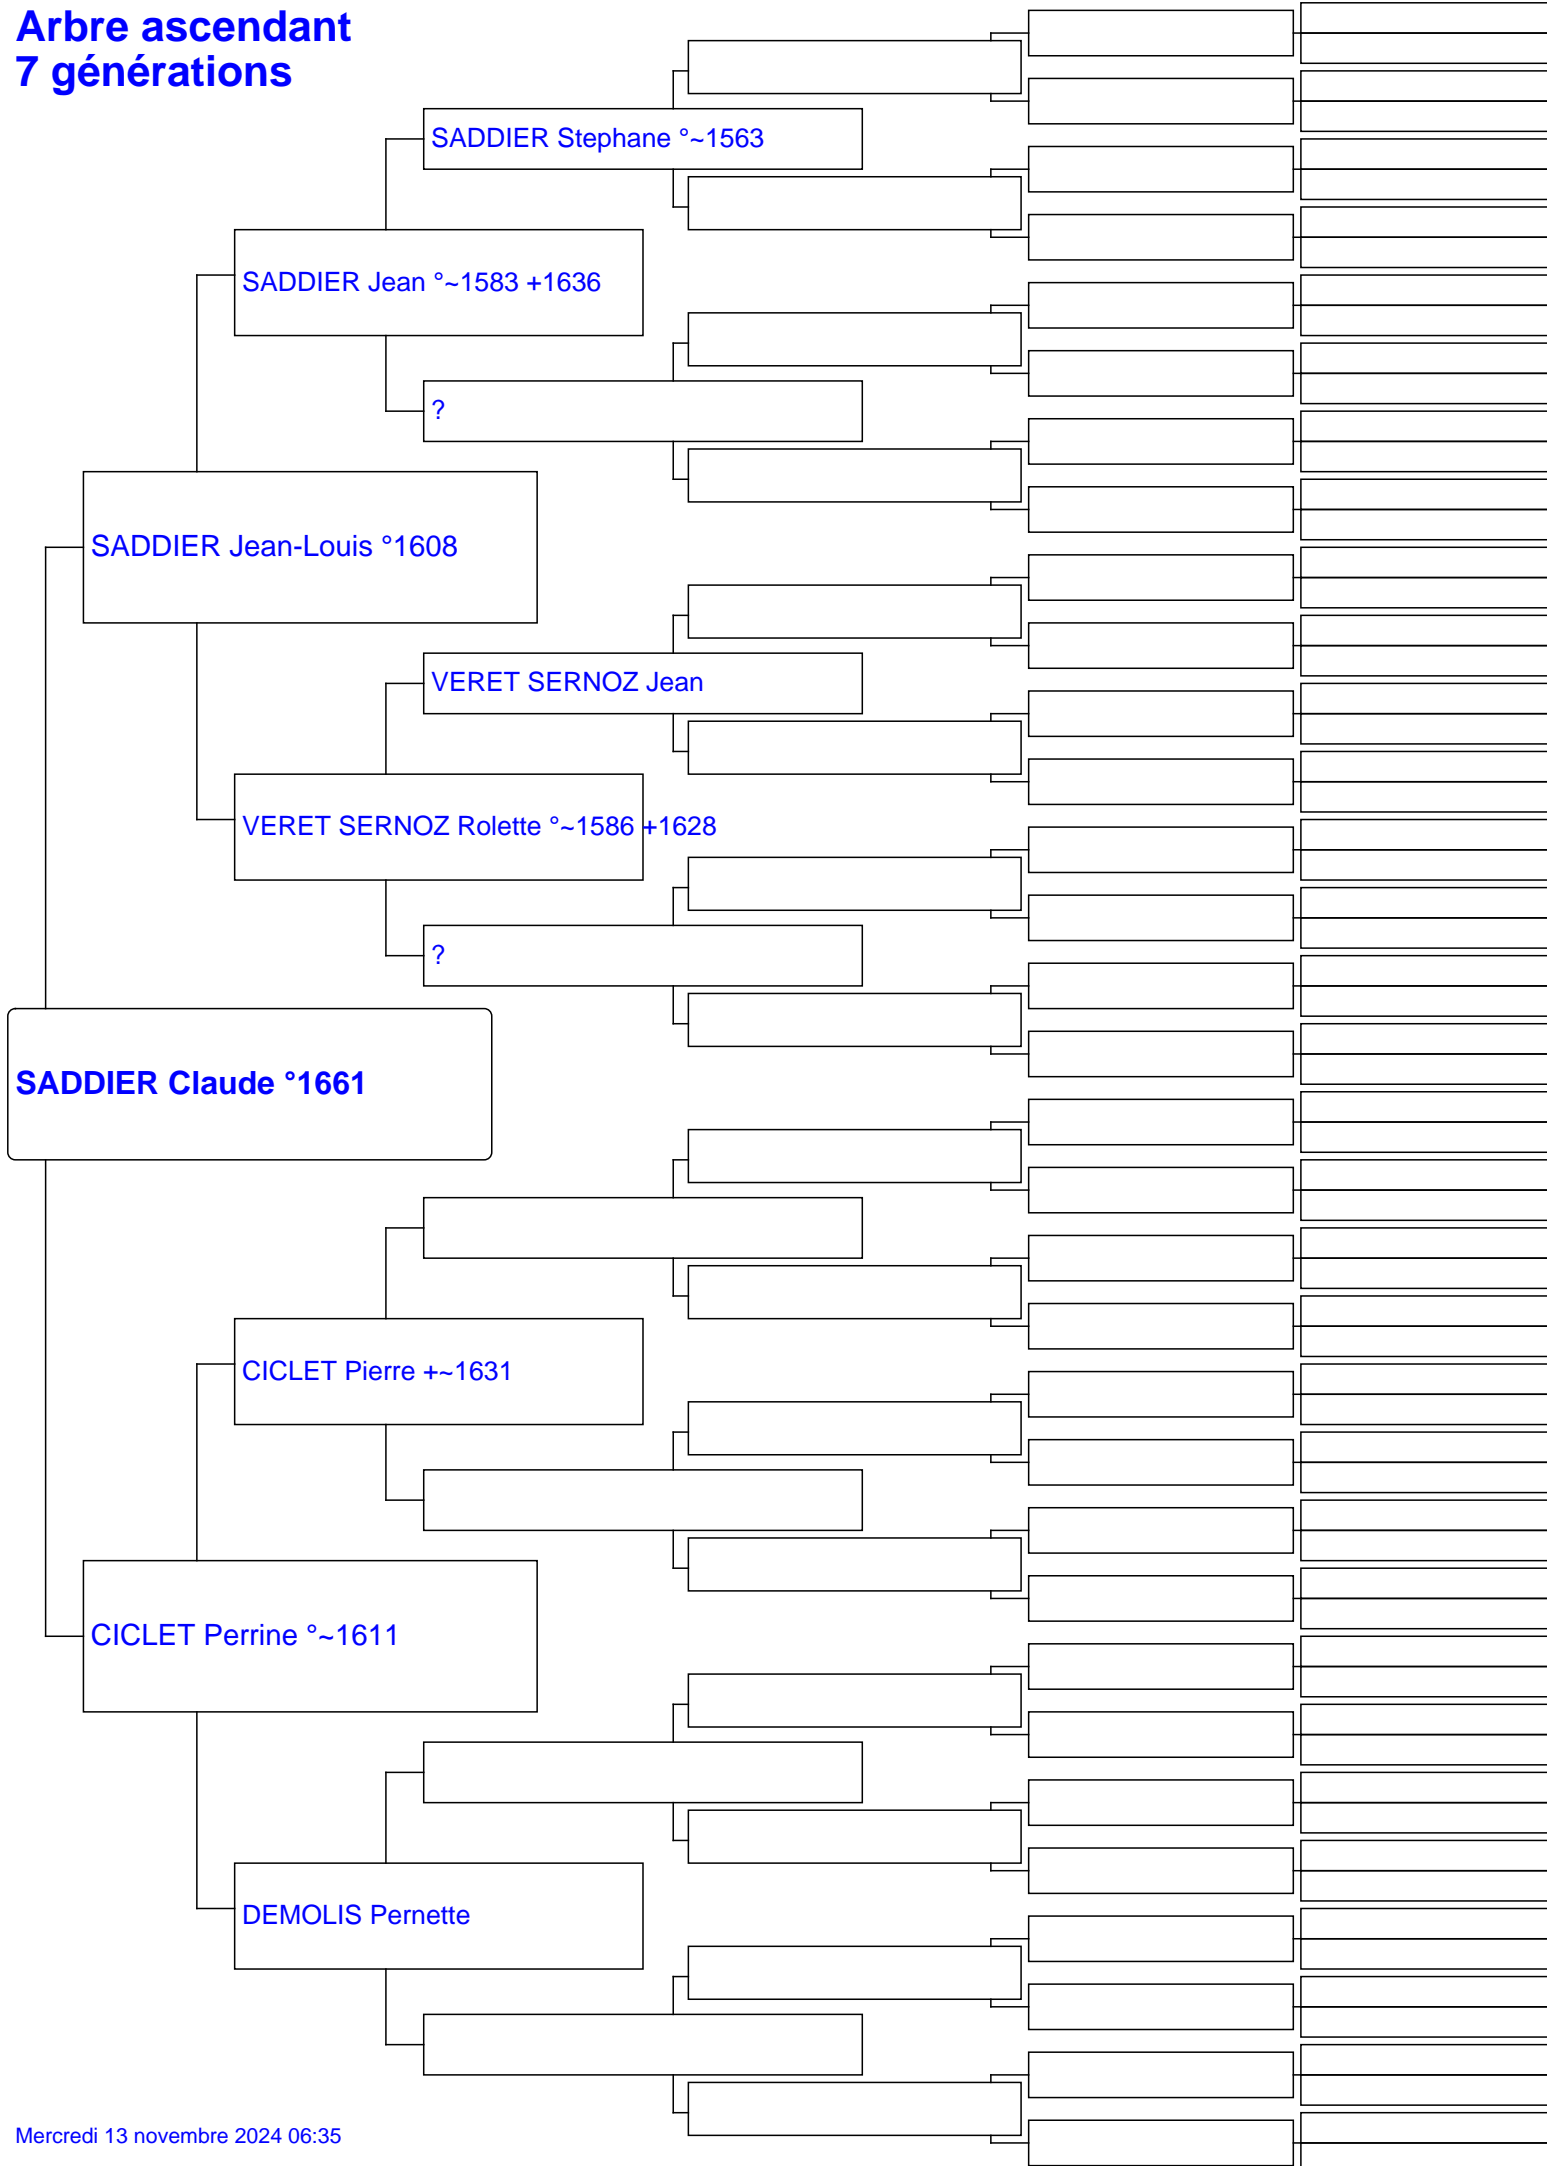 Arbre ascendant
7 générations
SADDIER Stephane °~1563
SADDIER Jean °~1583 +1636
?
SADDIER Jean-Louis °1608
VERET SERNOZ Jean
VERET SERNOZ Rolette °~1586 +1628
?
SADDIER Claude °1661
CICLET Pierre +~1631
CICLET Perrine °~1611
DEMOLIS Pernette
Mercredi 13 novembre 2024 06:35